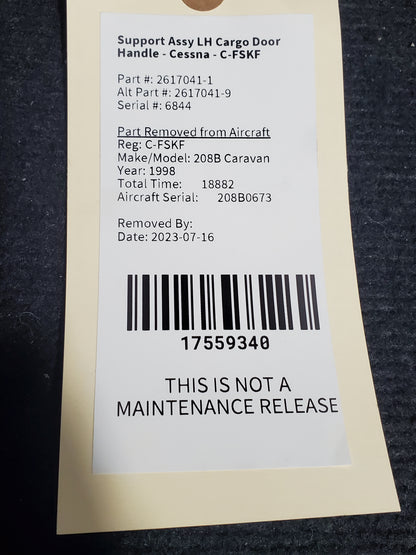 Support Assy LH Cargo Door
Handle - Cessna - C-FSKF
Part #: 2617041-1
Alt Part #: 2617041-9
Serial #: 6844
Part Removed from Aircraft
Reg: C-FSKF
Make/Model: 208B Caravan
Year: 1998
Total Time: 18882
Aircraft Serial: 208B0673
Removed By:
Date: 2023-07-16
17559340
THIS IS NOT A
MAINTENANCE RELEASE